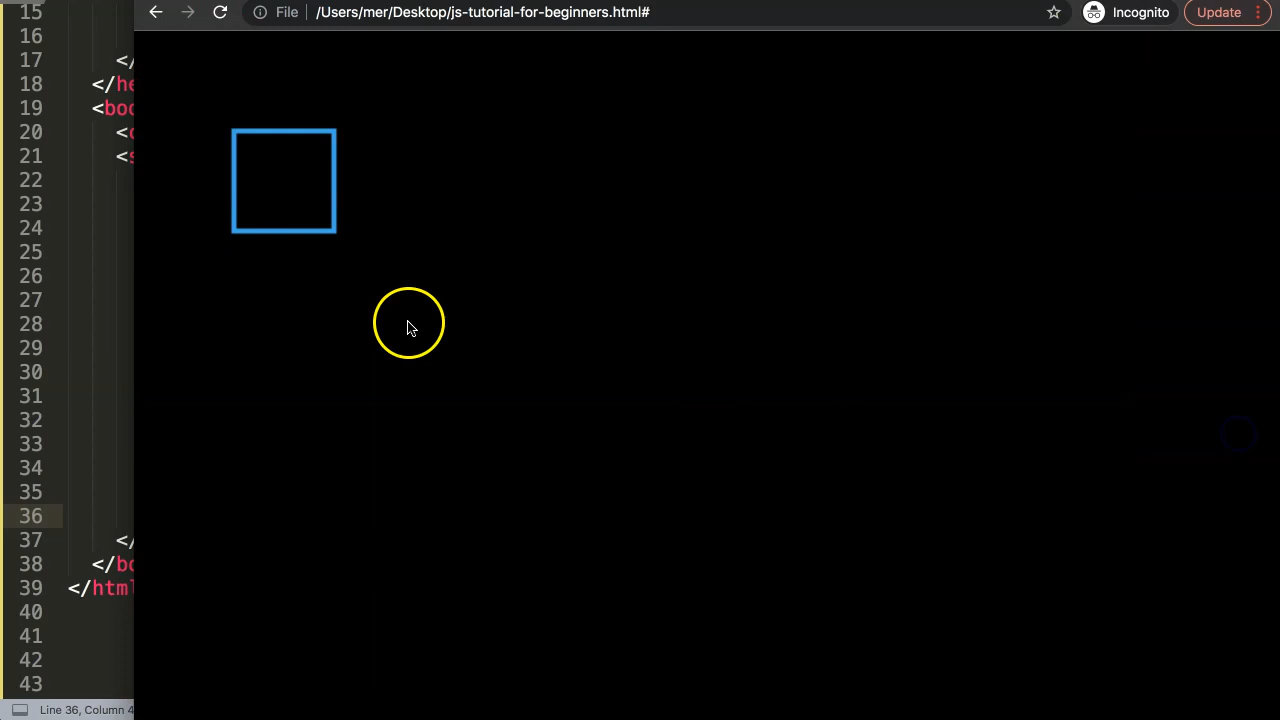 File /Users/mer/Desktop/js-tutorial-for-beginners.html# Incognito Update
15
16
17 </
18 </he
19 <boo
20 <c
21 <s
22
23
24
25
26
27
28
29
30
31
32
33
34
35
36
37 </
38 </bo
39 </html
40
41
42
43
Line 36, Column 4